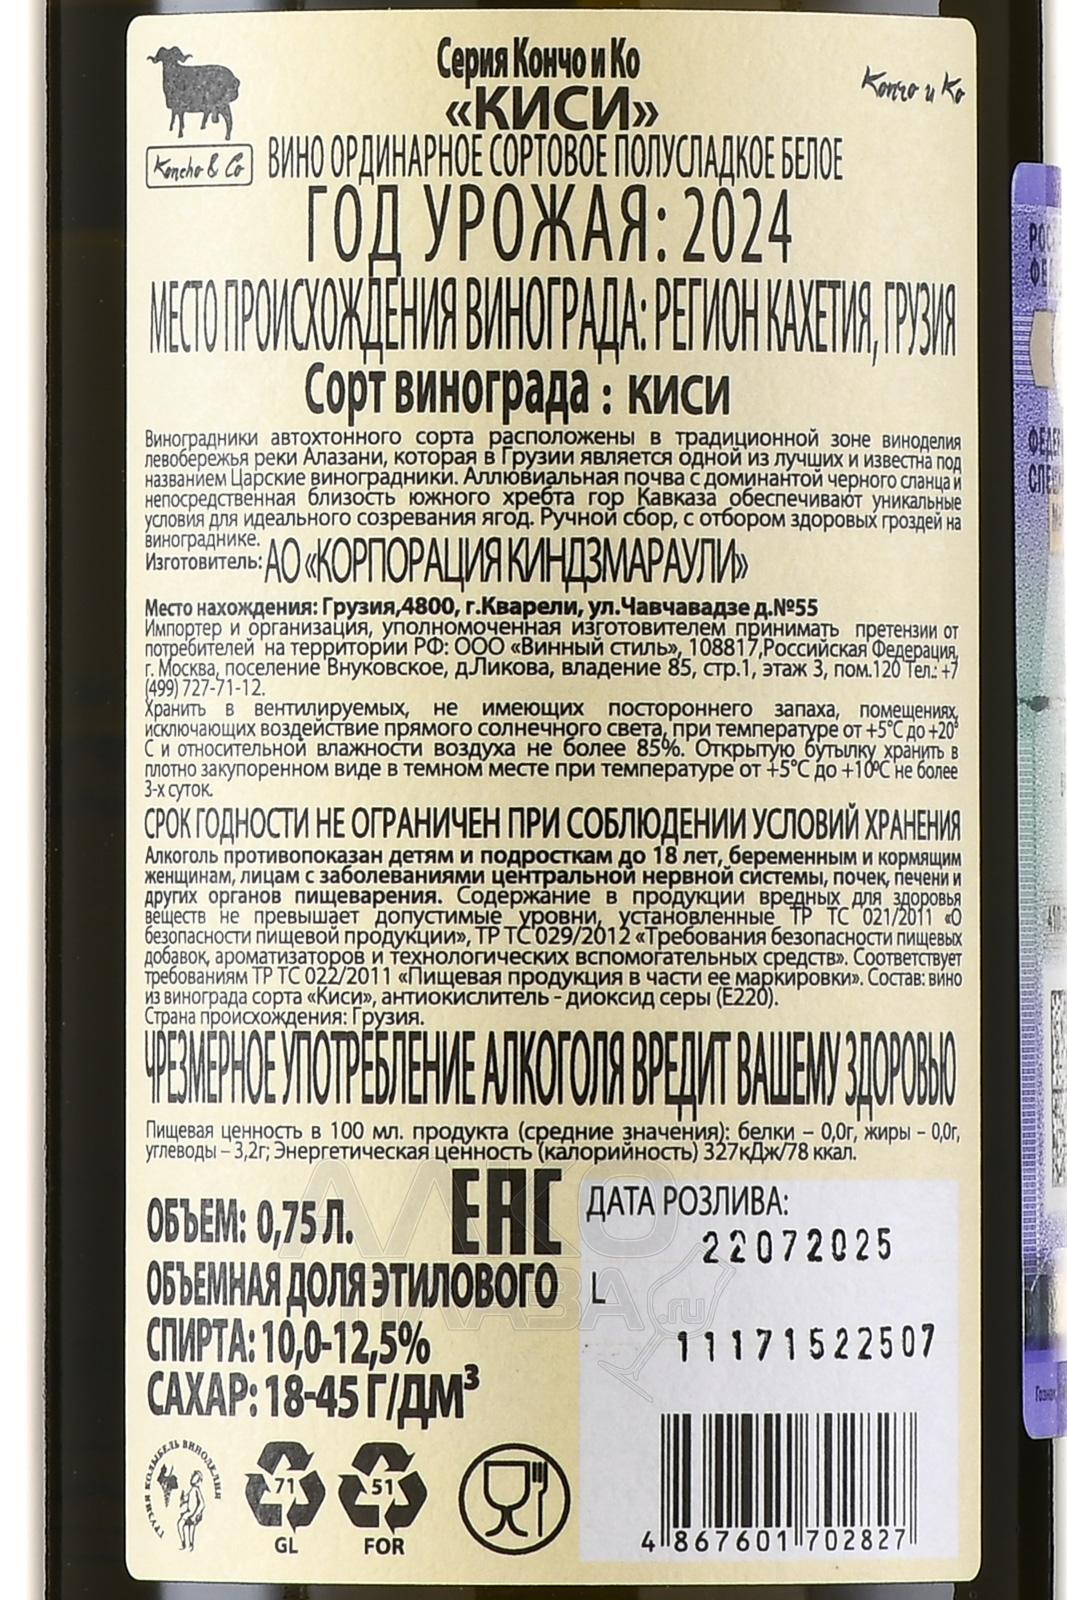 Серия Кончо и Ко
«КИСИ»
Кончо и Ко
Koncho & Co
ВИНО ОРДИНАРНОЕ СОРТОВОЕ ПОЛУСЛАДКОЕ БЕЛОЕ
ГОД УРОЖАЯ: 2024
МЕСТО ПРОИСХОЖДЕНИЯ ВИНОГРАДА: РЕГИОН КАХЕТИЯ, ГРУЗИЯ
Сорт винограда : КИСИ
Виноградники автохтонного сорта расположены в традиционной зоне виноделия
левобережья реки Алазани, которая в Грузии является одной из лучших и известна под
названием Царские виноградники. Аллювиальная почва с доминантой черного сланца и
непосредственная близость южного хребта гор Кавказа обеспечивают уникальные
условия для идеального созревания ягод. Ручной сбор, с отбором здоровых гроздей на
винограднике.
Изготовитель: АО «КОРПОРАЦИЯ КИНДЗМАРАУЛИ»
Место нахождения: Грузия,4800, г.Кварели, ул.Чавчавадзе д.№55
Импортер и организация, уполномоченная изготовителем принимать претензии от
потребителей на территории РФ: ООО «Винный стиль», 108817,Российская Федерация,
г. Москва, поселение Внуковское, д.Ликова, владение 85, стр.1, этаж 3, пом.120 Тел.: +7
(499) 727-71-12.
Хранить в вентилируемых, не имеющих постороннего запаха, помещениях,
исключающих воздействие прямого солнечного света, при температуре от +5°С до +20°
С и относительной влажности воздуха не более 85%. Открытую бутылку хранить в
плотно закупоренном виде в темном месте при температуре от +5°С до +10°С не более
3-х суток.
СРОК ГОДНОСТИ НЕ ОГРАНИЧЕН ПРИ СОБЛЮДЕНИИ УСЛОВИЙ ХРАНЕНИЯ
Алкоголь противопоказан детям и подросткам до 18 лет, беременным и кормящим
женщинам, лицам с заболеваниями центральной нервной системы, почек, печени и
других органов пищеварения. Содержание в продукции вредных для здоровья
веществ не превышает допустимые уровни, установленные ТР ТС 021/2011 «О
безопасности пищевой продукции», ТР ТС 029/2012 «Требования безопасности пищевых
добавок, ароматизаторов и технологических вспомогательных средств». Соответствует
требованиям ТР ТС 022/2011 «Пищевая продукция в части ее маркировки». Состав: вино
из винограда сорта «Киси», антиокислитель - диоксид серы (Е220).
Страна происхождения: Грузия.
ЧРЕЗМЕРНОЕ УПОТРЕБЛЕНИЕ АЛКОГОЛЯ ВРЕДИТ ВАШЕМУ ЗДОРОВЬЮ
Пищевая ценность в 100 мл. продукта (средние значения): белки – 0,0г, жиры – 0,0г,
углеводы – 3,2г; Энергетическая ценность (калорийность) 327кДж/78 ккал.
ОБЪЕМ: 0,75 Л.
ЕАС
ОБЪЕМНАЯ ДОЛЯ ЭТИЛОВОГО
СПИРТА: 10,0-12,5%
САХАР: 18-45 Г/ДМ³
ДАТА РОЗЛИВА:
22072025
L
11171522507
АЛКО
ПЛАВА .ru
ГРУЗИЯ КОЛЫБЕЛЬ ВИНОДЕЛИЯ
71
GL
51
FOR
4 867601 702827